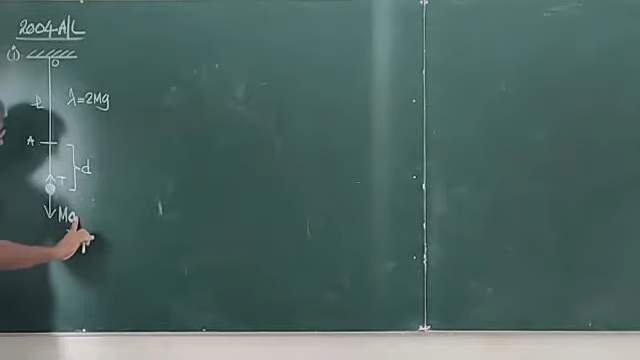 2004 A/L
(i)
O
l λ=2Mg
A
d
T
Mg